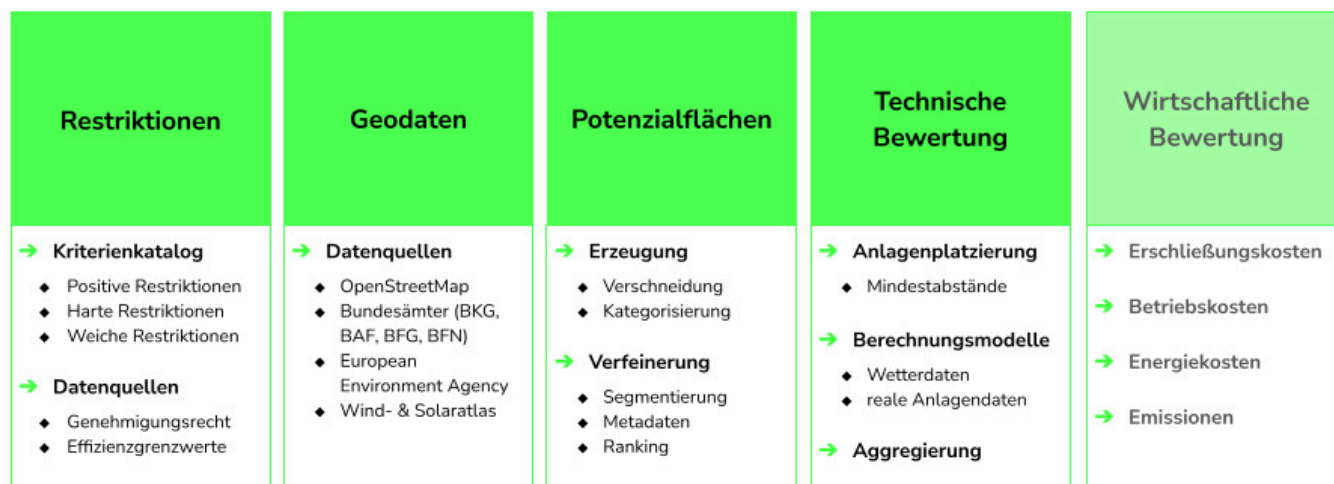 Restriktionen
➔ Kriterienkatalog
◆ Positive Restriktionen
◆ Harte Restriktionen
◆ Weiche Restriktionen
➔ Datenquellen
◆ Genehmigungsrecht
◆ Effizienzgrenzwerte
Geodaten
➔ Datenquellen
◆ OpenStreetMap
◆ Bundesämter (BKG,
BAF, BFG, BFN)
◆ European
Environment Agency
◆ Wind- & Solaratlas
Potenzialflächen
➔ Erzeugung
◆ Verschneidung
◆ Kategorisierung
➔ Verfeinerung
◆ Segmentierung
◆ Metadaten
◆ Ranking
Technische
Bewertung
➔ Anlagenplatzierung
◆ Mindestabstände
➔ Berechnungsmodelle
◆ Wetterdaten
◆ reale Anlagendaten
➔ Aggregierung
Wirtschaftliche
Bewertung
➔ Erschließungskosten
➔ Betriebskosten
➔ Energiekosten
➔ Emissionen